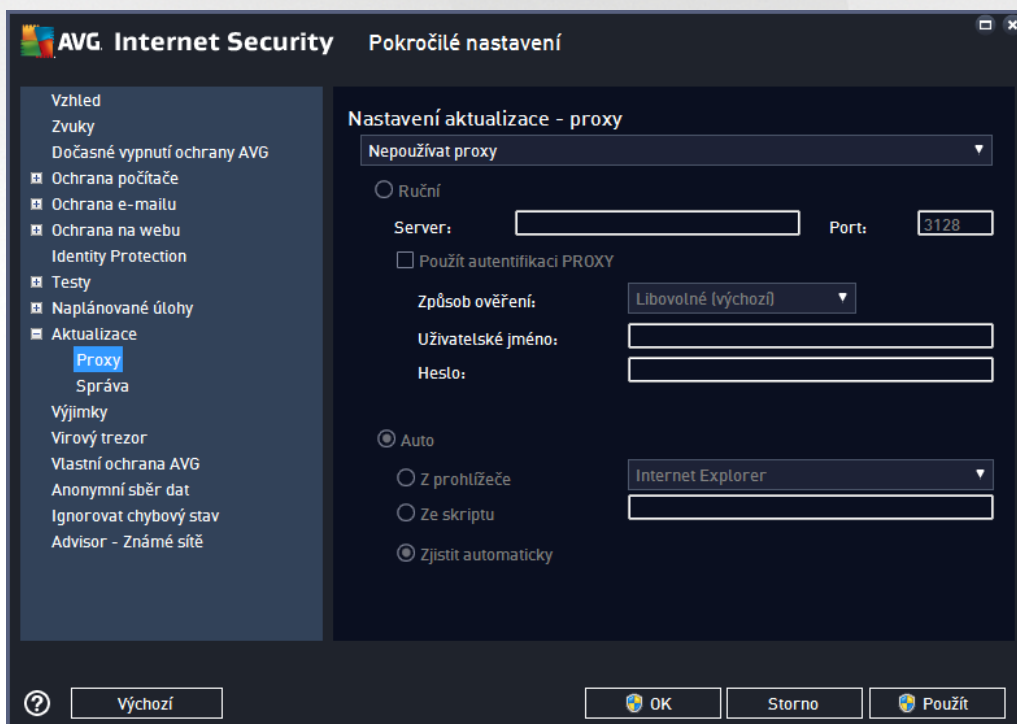 AVG. Internet Security Pokročilé nastavení
Vzhled
Zvuky
Dočasné vypnutí ochrany AVG
Ochrana počítače
Ochrana e-mailu
Ochrana na webu
Identity Protection
Testy
Naplánované úlohy
Aktualizace
Proxy
Správa
Výjimky
Virový trezor
Vlastní ochrana AVG
Anonymní sběr dat
Ignorovat chybový stav
Advisor - Známé sítě
Nastavení aktualizace - proxy
Nepoužívat proxy
Ruční
Server: Port: 3128
Použít autentifikaci PROXY
Způsob ověření: Libovolné (výchozí)
Uživatelské jméno:
Heslo:
Auto
Z prohlížeče Internet Explorer
Ze skriptu
Zjistit automaticky
? Výchozí OK Storno Použít